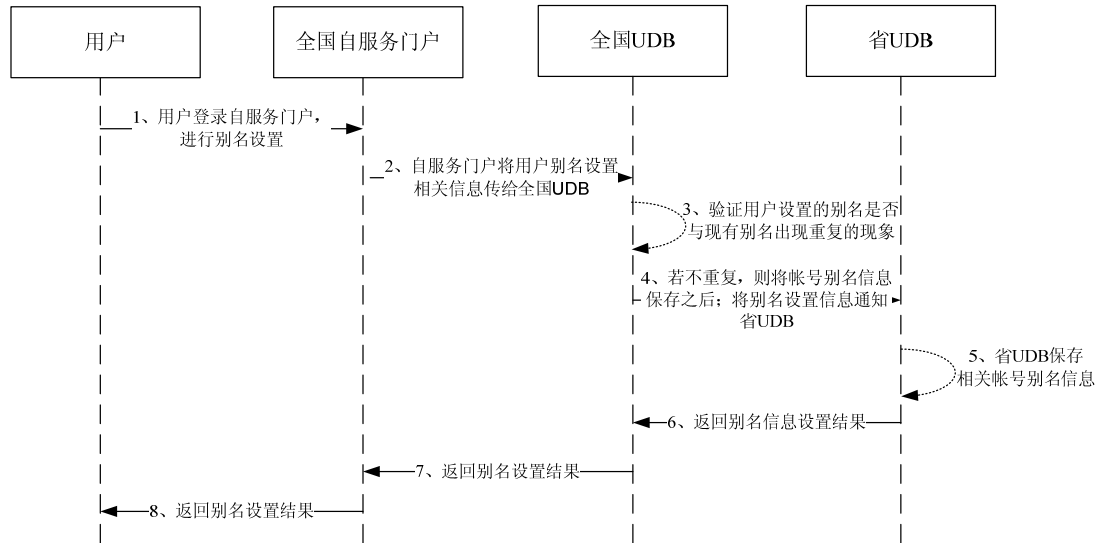 用户
全国自服务门户
全国UDB
省UDB
1、用户登录自服务门户，
进行别名设置
2、自服务门户将用户别名设置
相关信息传给全国UDB
3、验证用户设置的别名是否
与现有别名出现重复的现象
4、若不重复，则将帐号别名信息
保存之后；将别名设置信息通知
省UDB
5、省UDB保存
相关帐号别名信息
6、返回别名信息设置结果
7、返回别名设置结果
8、返回别名设置结果